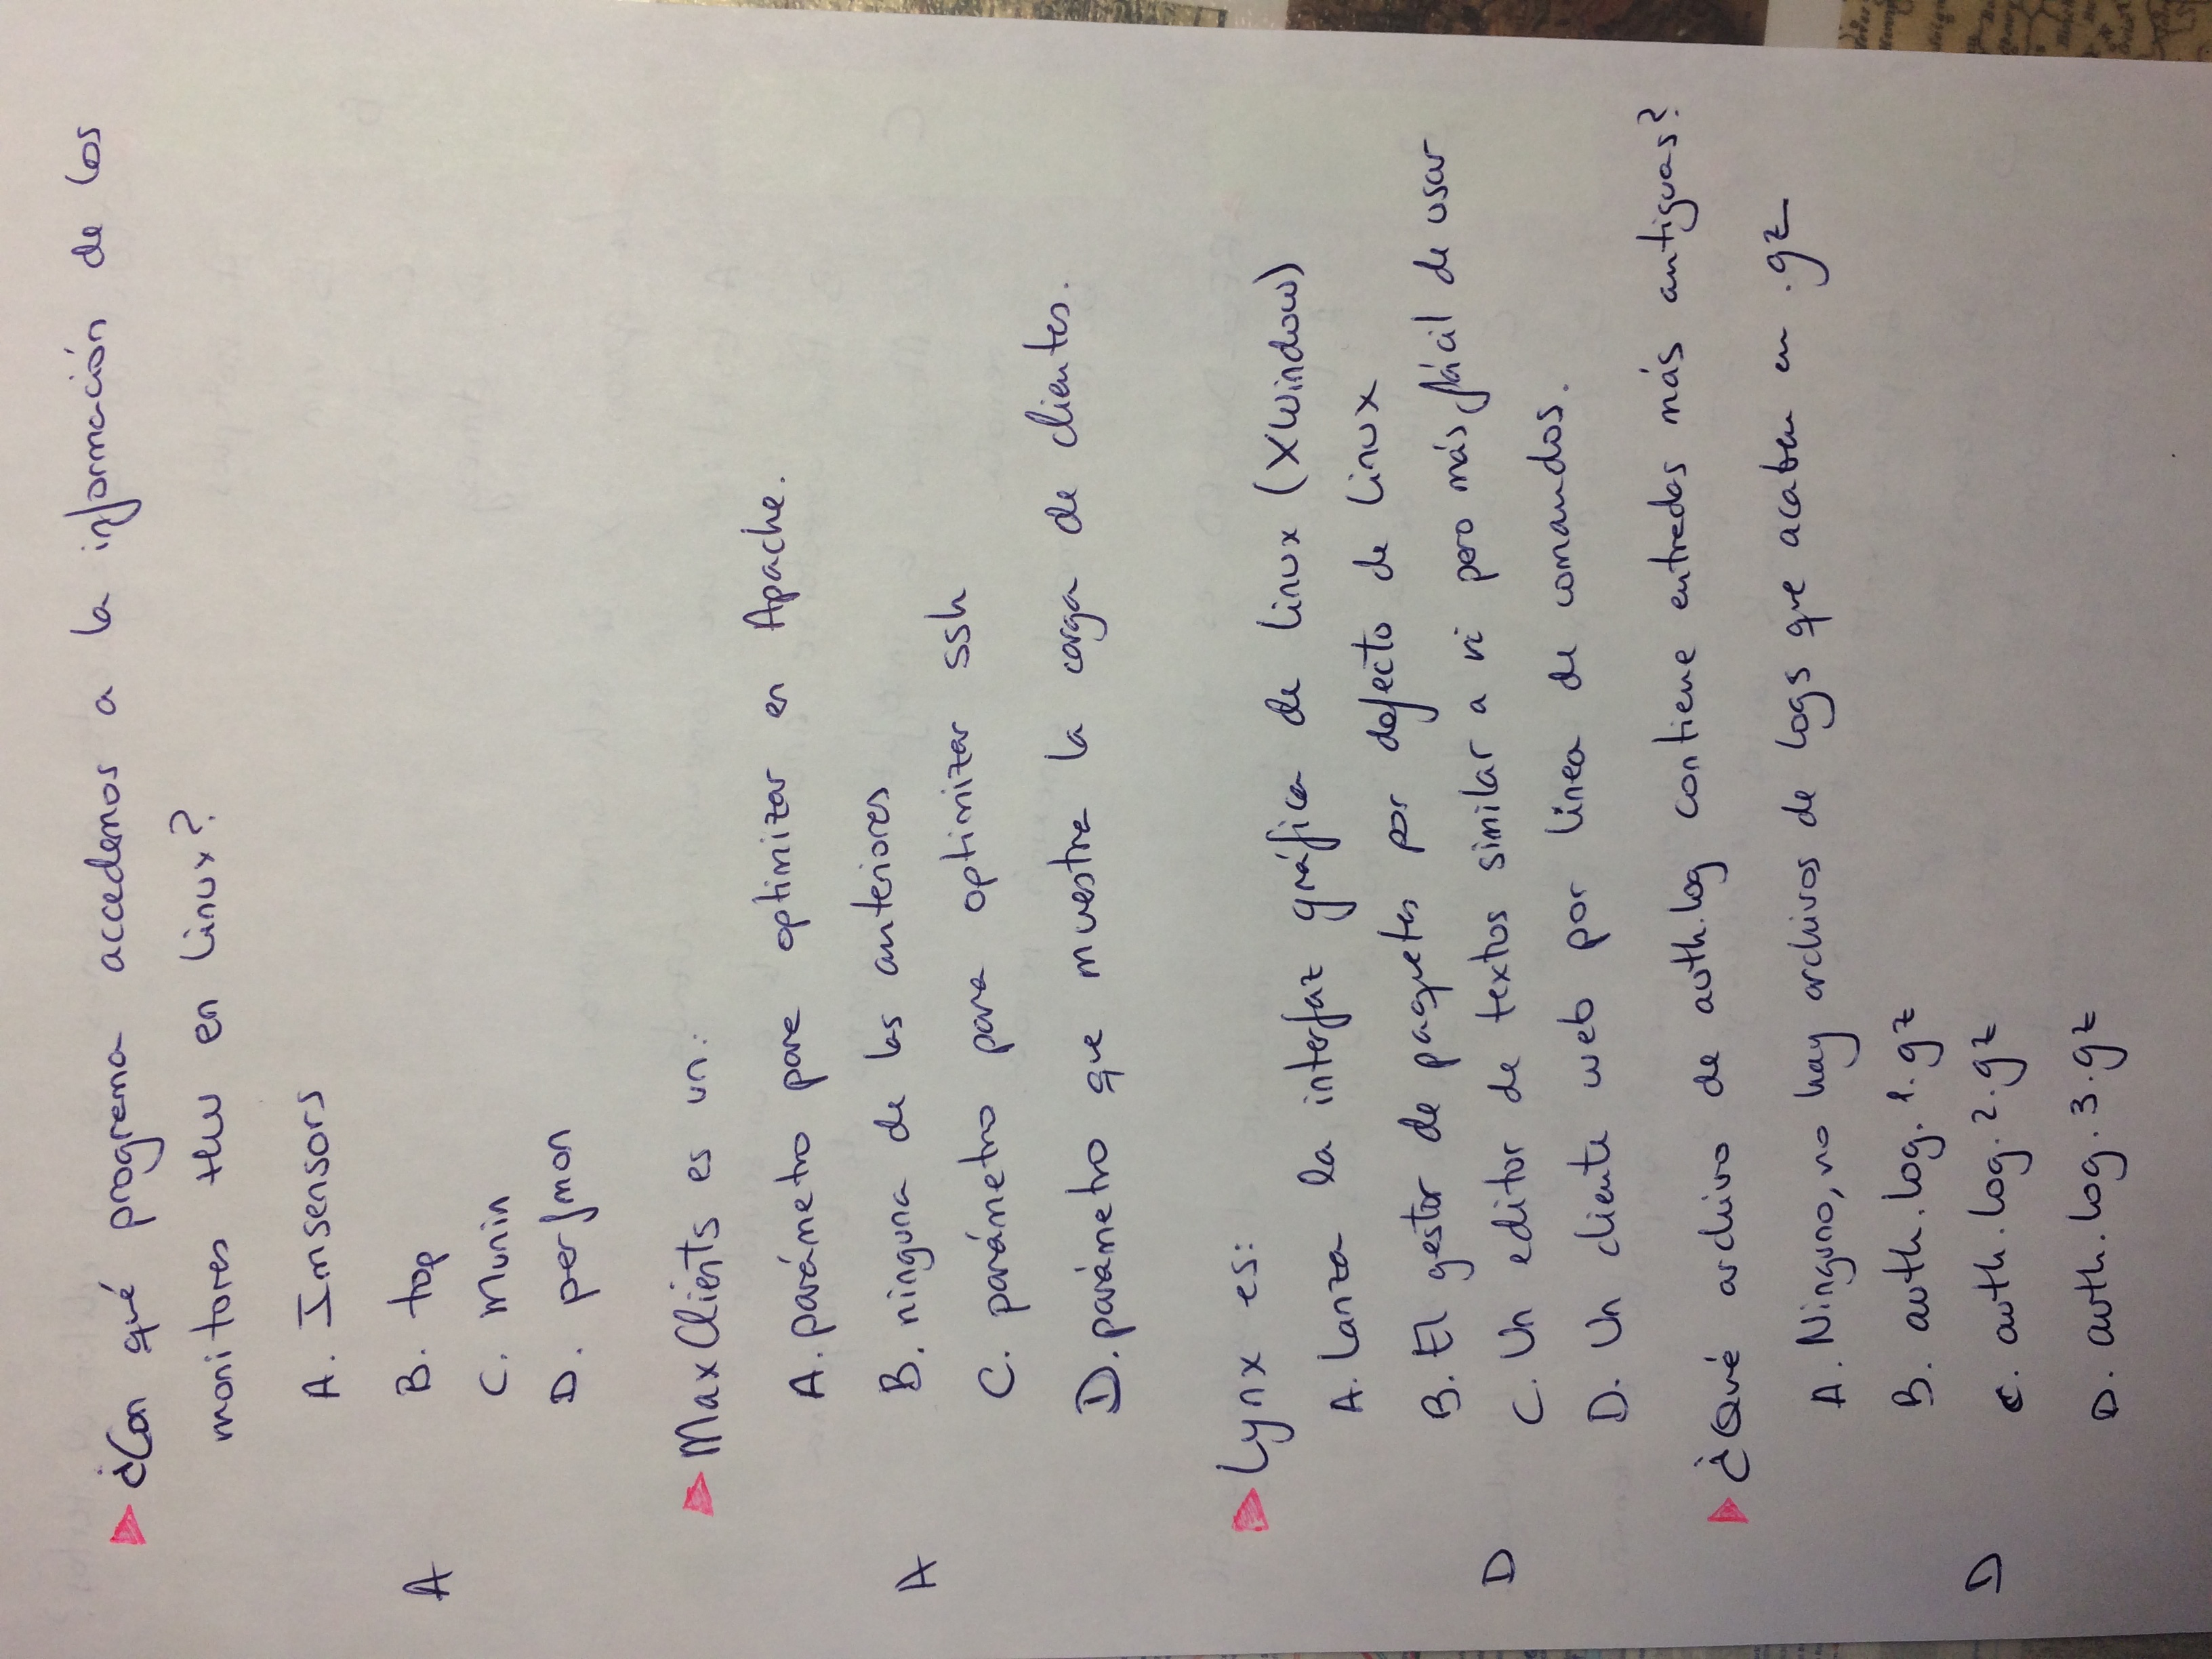 ¿Con qué programa accedemos a la información de los
monitores HW en Linux?
A. Imsensors
B. top
A
C. Munin
D. perfmon
MaxClients es un:
A. parámetro para optimizar en Apache.
B. ninguna de las anteriores
A
C. parámetro para optimizar ssh
D. parámetro que muestra la carga de clientes.
Lynx es:
A. Lanza la interfaz gráfica de linux (XWindow)
B. El gestor de paquetes por defecto de Linux
C. Un editor de textos similar a vi pero más fácil de usar
D
D. Un cliente web por línea de comandos.
¿Qué archivo de auth.log contiene entradas más antiguas?
A. Ninguno, no hay archivos de logs que acaben en .gz
B. auth.log.1.gz
D
C. auth.log.2.gz
D. auth.log.3.gz